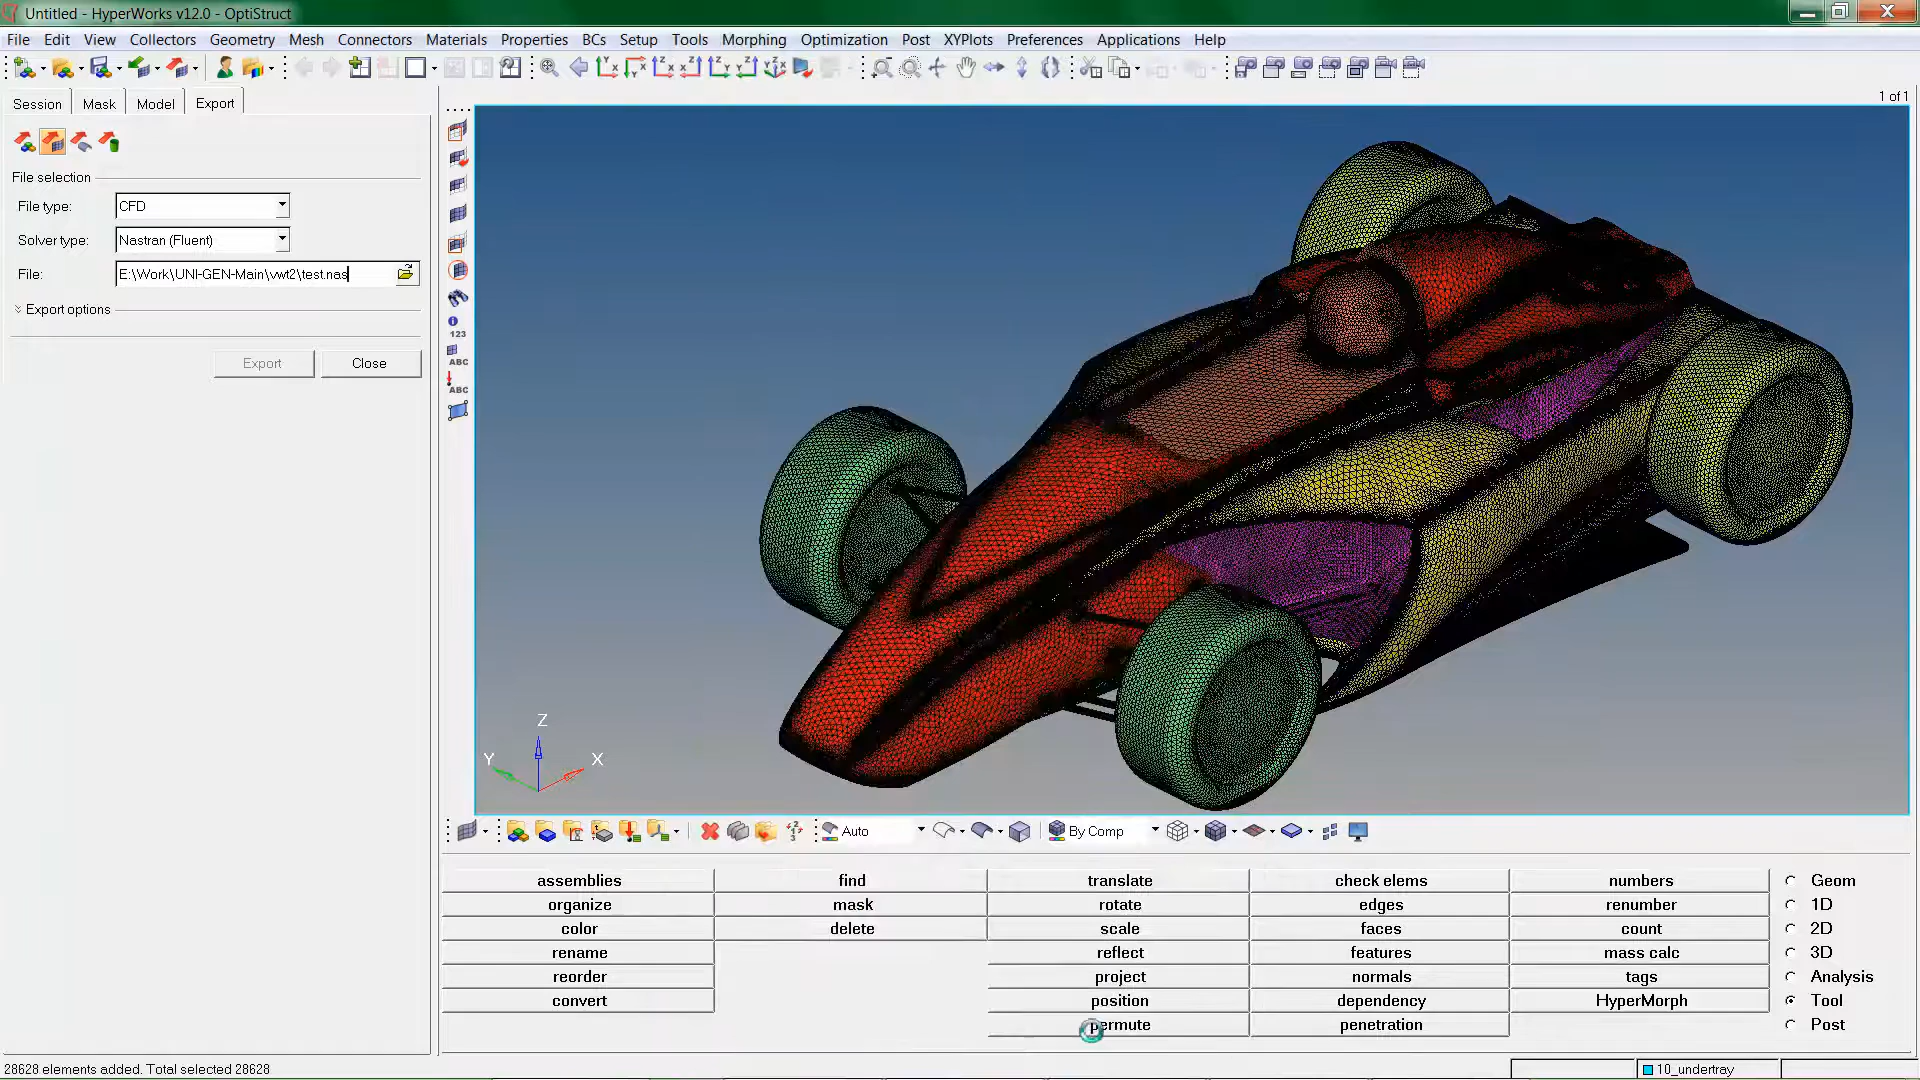 Untitled - HyperWorks v12.0 - OptiStruct
File Edit View Collectors Geometry Mesh Connectors Materials Properties BCs Setup Tools Morphing Optimization Post XYPlots Preferences Applications Help
Session Mask Model Export
1 of 1
File selection
File type: CFD
Solver type: Nastran (Fluent)
File: E:\Work\UNI-GEN-Main\vwt2\test.nas
Export options
Export Close
123
ABC
ABC
Z
Y X
Auto By Comp
assemblies find translate check elems numbers Geom
organize mask rotate edges renumber 1D
color delete scale faces count 2D
rename reflect features mass calc 3D
reorder project normals tags Analysis
convert position dependency HyperMorph Tool
permute penetration Post
28628 elements added. Total selected 28628
10_undertray